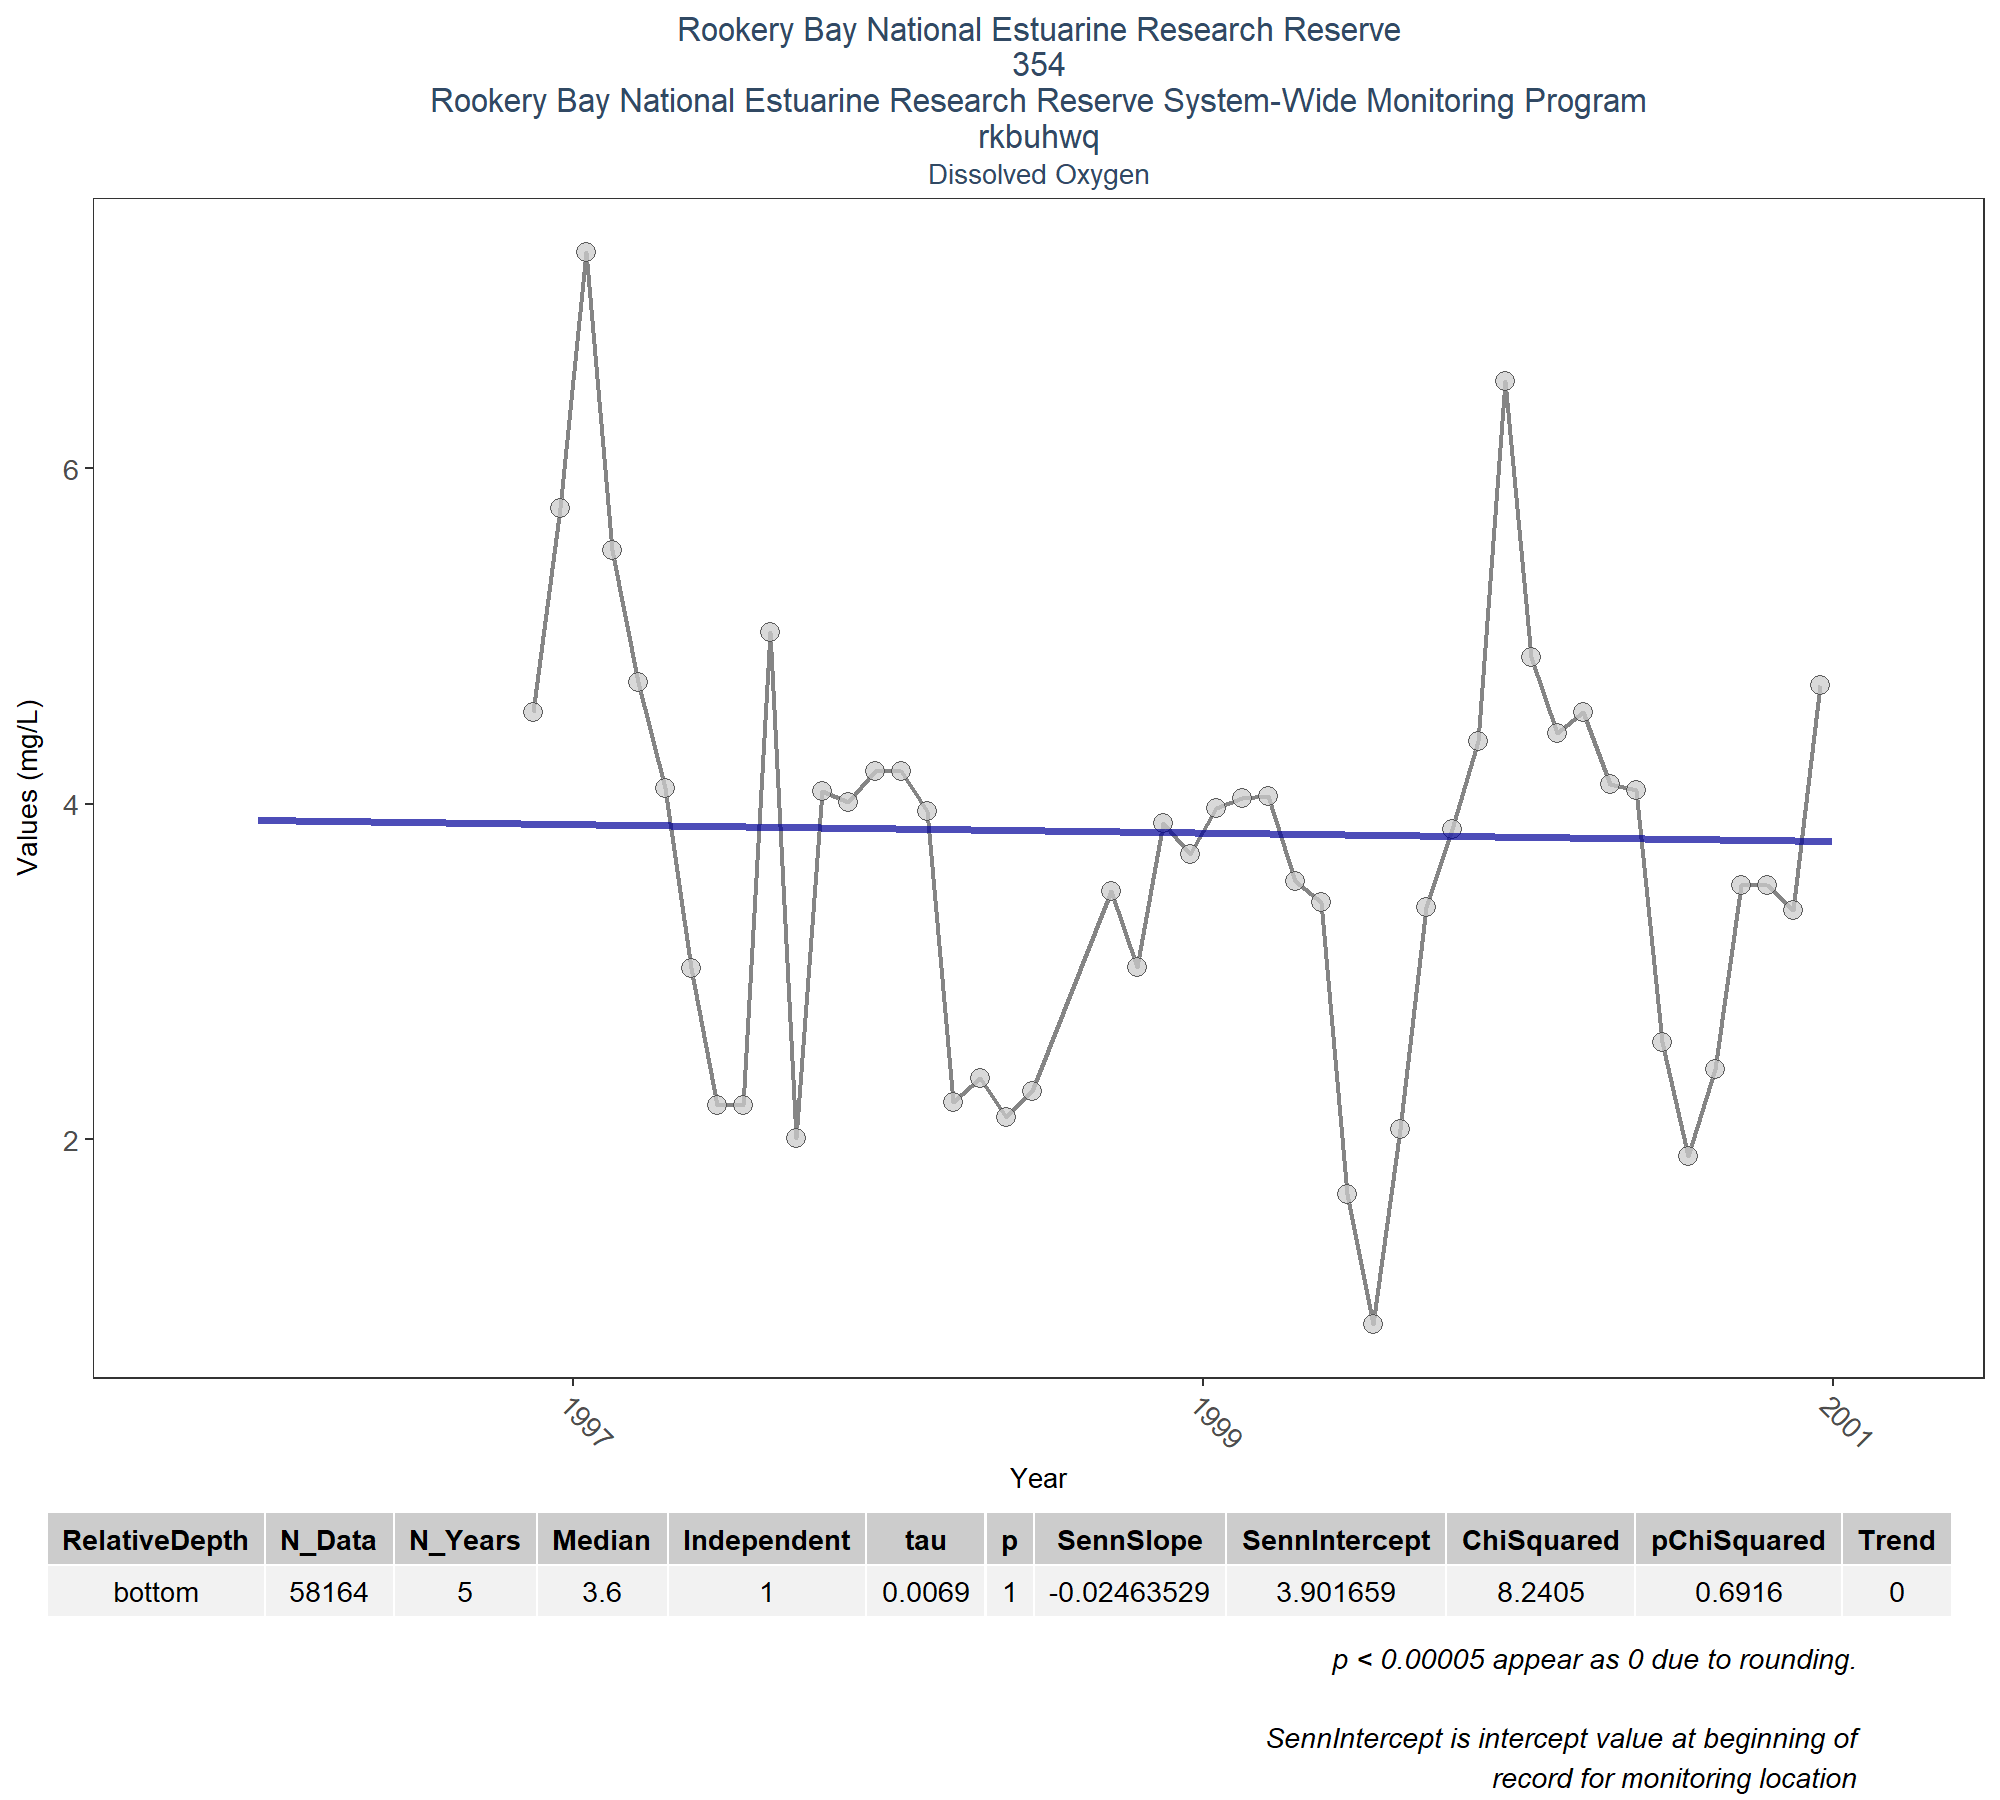 Rookery Bay National Estuarine Research Reserve
354
Rookery Bay National Estuarine Research Reserve System-Wide Monitoring Program
rkbuhwq
Dissolved Oxygen
Values (mg/L)
6
4
2
1997
1999
2001
Year
RelativeDepth N_Data N_Years Median Independent tau p SennSlope SennIntercept ChiSquared pChiSquared Trend
bottom 58164 5 3.6 1 0.0069 1 -0.02463529 3.901659 8.2405 0.6916 0
p < 0.00005 appear as 0 due to rounding.
SennIntercept is intercept value at beginning of
record for monitoring location